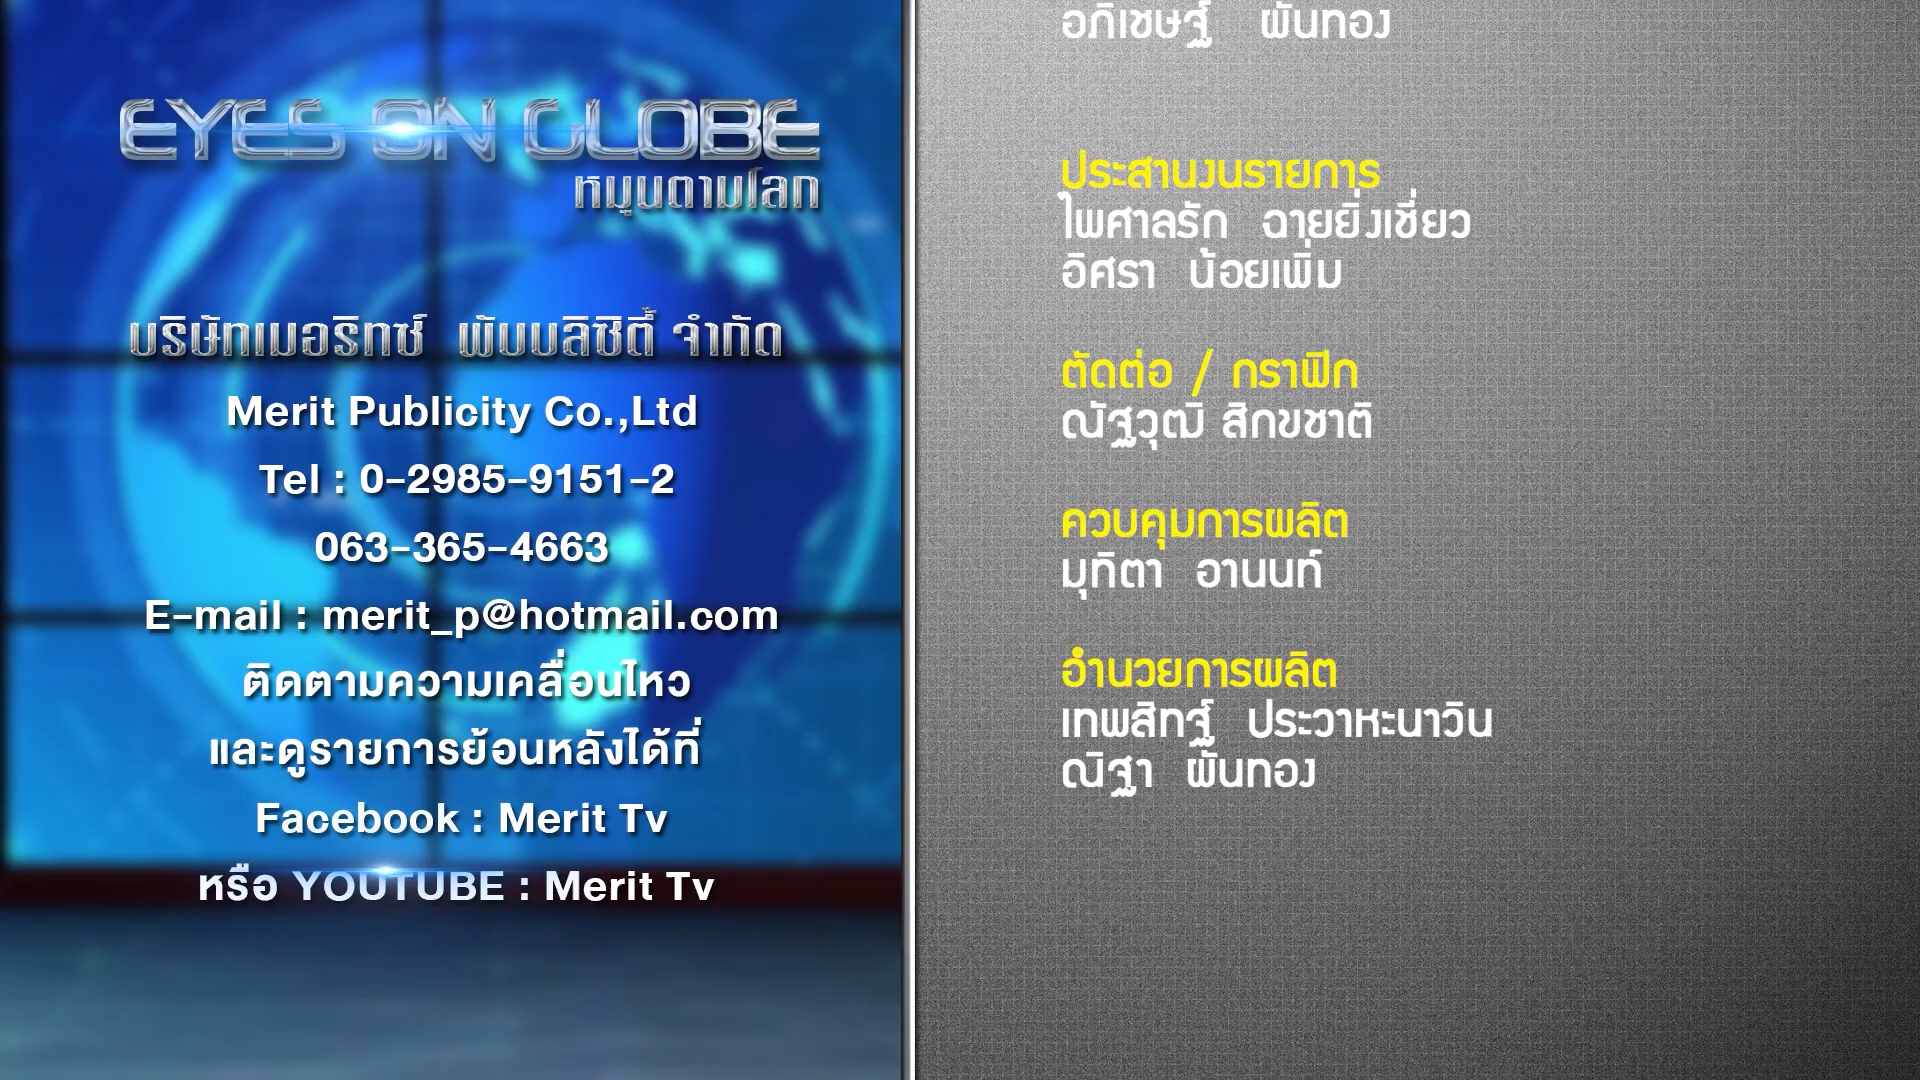 EYES ON GLOBE
หมุนตามโลก
บริษัทเมอริทช์ พับบลิซิตี้ จำกัด
Merit Publicity Co.,Ltd
Tel : 0-2985-9151-2
063-365-4663
E-mail : merit_p@hotmail.com
ติดตามความเคลื่อนไหว
และดูรายการย้อนหลังได้ที่
Facebook : Merit Tv
หรือ YOUTUBE : Merit Tv
อภิเชษฐ์ ผันทอง
ประสานงนรายการ
ไพศาลรัก ฉายยิ่งเชี่ยว
อิศรา น้อยเพิ่ม
ตัดต่อ / กราฟิก
ณัฐวุฒิ สิกขชาติ
ควบคุมการผลิต
มุทิตา อานนท์
อำนวยการผลิต
เทพสิทฐ์ ประวาหะนาวิน
ณิฐา ผันทอง